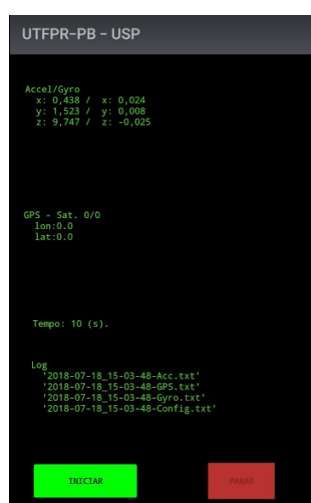 UTFPR-PB - USP
Accel/Gyro
x: 0,438 / x: 0,024
y: 1,523 / y: 0,008
z: 9,747 / z: -0,025
GPS - Sat. 0/0
lon:0.0
lat:0.0
Tempo: 10 (s).
Log
'2018-07-18_15-03-48-Acc.txt'
'2018-07-18_15-03-48-GPS.txt'
'2018-07-18_15-03-48-Gyro.txt'
'2018-07-18_15-03-48-Config.txt'
INICIAR
PARAR